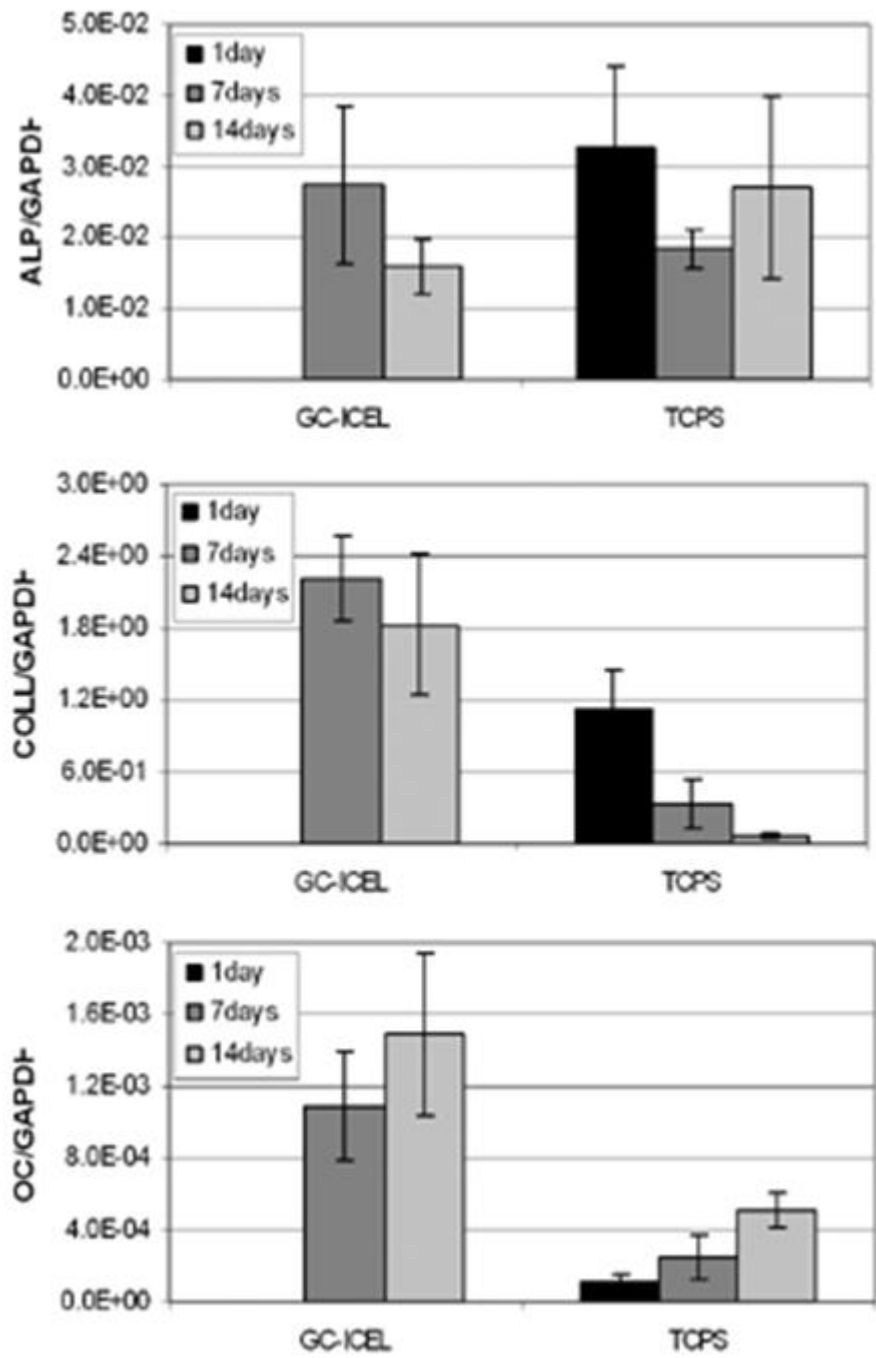 5.0E-02
4.0E-02
3.0E-02
2.0E-02
1.0E-02
0.0E+00
ALP/GAPDH
1day
7days
14days
GC-ICEL
TCPS
3.0E+00
2.4E+00
1.8E+00
1.2E+00
6.0E-01
0.0E+00
COLL/GAPDH
1day
7days
14days
GC-ICEL
TCPS
2.0E-03
1.6E-03
1.2E-03
8.0E-04
4.0E-04
0.0E+00
OC/GAPDH
1day
7days
14days
GC-ICEL
TCPS